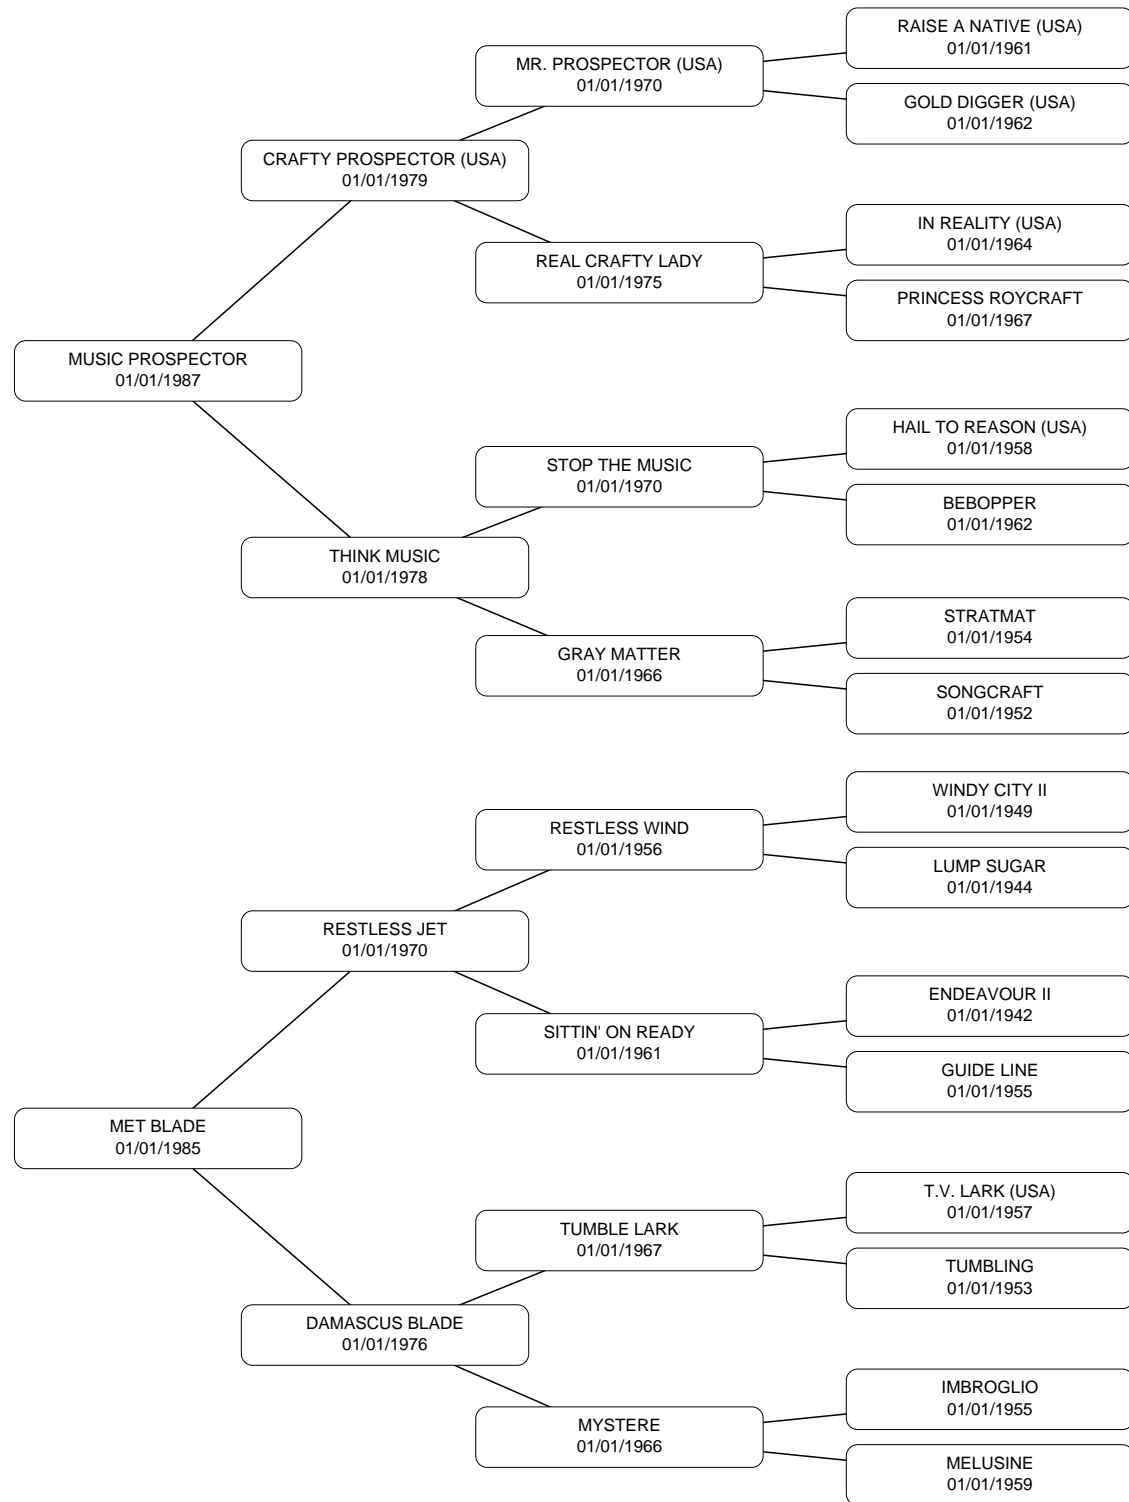 RAISE A NATIVE (USA)
01/01/1961
MR. PROSPECTOR (USA)
01/01/1970
GOLD DIGGER (USA)
01/01/1962
CRAFTY PROSPECTOR (USA)
01/01/1979
IN REALITY (USA)
01/01/1964
REAL CRAFTY LADY
01/01/1975
PRINCESS ROYCRAFT
01/01/1967
MUSIC PROSPECTOR
01/01/1987
HAIL TO REASON (USA)
01/01/1958
STOP THE MUSIC
01/01/1970
BEBOPPER
01/01/1962
THINK MUSIC
01/01/1978
STRATMAT
01/01/1954
GRAY MATTER
01/01/1966
SONGCRAFT
01/01/1952
WINDY CITY II
01/01/1949
RESTLESS WIND
01/01/1956
LUMP SUGAR
01/01/1944
RESTLESS JET
01/01/1970
ENDEAVOUR II
01/01/1942
SITTIN' ON READY
01/01/1961
GUIDE LINE
01/01/1955
MET BLADE
01/01/1985
T.V. LARK (USA)
01/01/1957
TUMBLE LARK
01/01/1967
TUMBLING
01/01/1953
DAMASCUS BLADE
01/01/1976
IMBROGLIO
01/01/1955
MYSTERE
01/01/1966
MELUSINE
01/01/1959